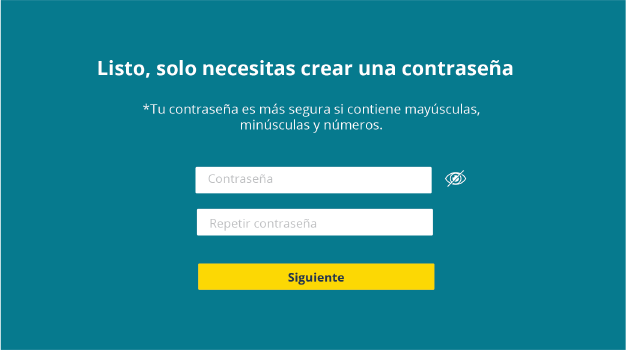 Listo, solo necesitas crear una contraseña
*Tu contraseña es más segura si contiene mayúsculas,
minúsculas y números.
Contraseña
Repetir contraseña
Siguiente